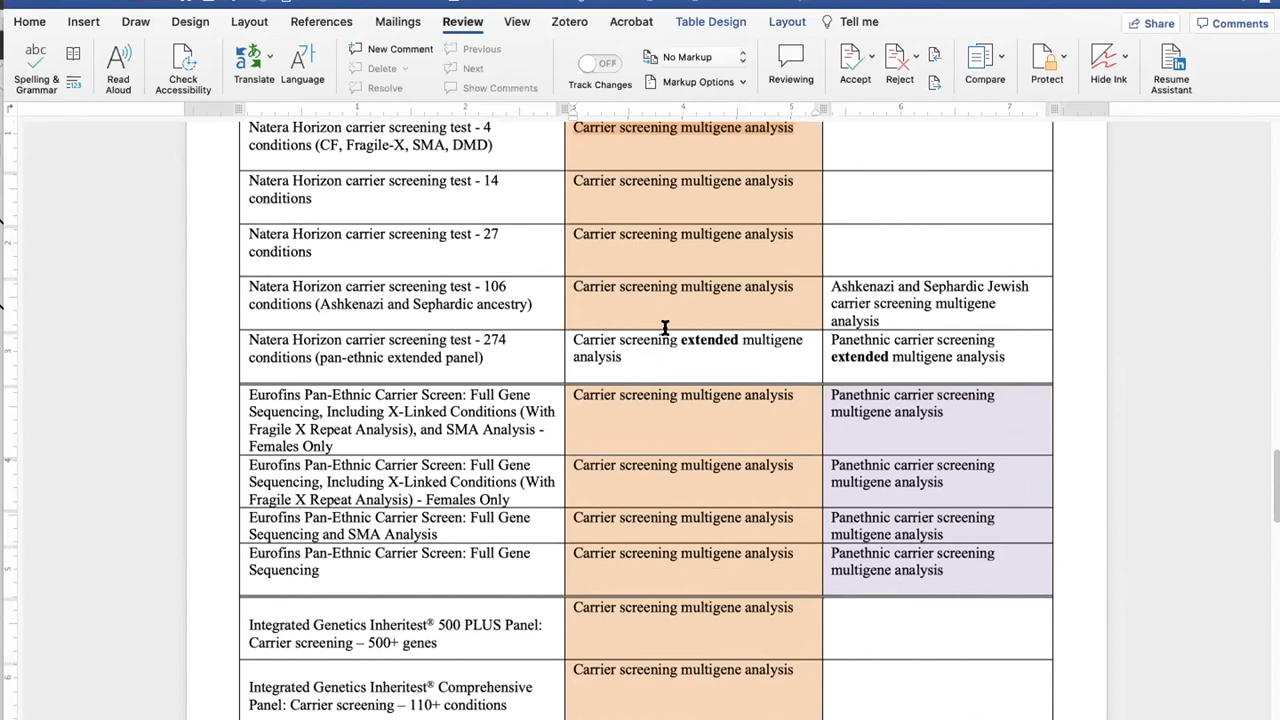 Home Insert Draw Design Layout References Mailings Review View Zotero Acrobat Table Design Layout Tell me Share Comments
abc
Spelling & Grammar
123
Read Aloud
Check Accessibility
Translate
Language
New Comment
Delete
Resolve
Previous
Next
Show Comments
OFF
Track Changes
No Markup
Markup Options
Reviewing
Accept
Reject
Compare
Protect
Hide Ink
Resume Assistant
1 2 3 4 5 6 7
Natera Horizon carrier screening test - 4
conditions (CF, Fragile-X, SMA, DMD)
Carrier screening multigene analysis
Natera Horizon carrier screening test - 14
conditions
Carrier screening multigene analysis
Natera Horizon carrier screening test - 27
conditions
Carrier screening multigene analysis
Natera Horizon carrier screening test - 106
conditions (Ashkenazi and Sephardic ancestry)
Carrier screening multigene analysis
Ashkenazi and Sephardic Jewish
carrier screening multigene
analysis
Natera Horizon carrier screening test - 274
conditions (pan-ethnic extended panel)
Carrier screening extended multigene
analysis
Panethnic carrier screening
extended multigene analysis
Eurofins Pan-Ethnic Carrier Screen: Full Gene
Sequencing, Including X-Linked Conditions (With
Fragile X Repeat Analysis), and SMA Analysis -
Females Only
Carrier screening multigene analysis
Panethnic carrier screening
multigene analysis
Eurofins Pan-Ethnic Carrier Screen: Full Gene
Sequencing, Including X-Linked Conditions (With
Fragile X Repeat Analysis) - Females Only
Carrier screening multigene analysis
Panethnic carrier screening
multigene analysis
Eurofins Pan-Ethnic Carrier Screen: Full Gene
Sequencing and SMA Analysis
Carrier screening multigene analysis
Panethnic carrier screening
multigene analysis
Eurofins Pan-Ethnic Carrier Screen: Full Gene
Sequencing
Carrier screening multigene analysis
Panethnic carrier screening
multigene analysis
Integrated Genetics Inheritest® 500 PLUS Panel:
Carrier screening – 500+ genes
Carrier screening multigene analysis
Integrated Genetics Inheritest® Comprehensive
Panel: Carrier screening – 110+ conditions
Carrier screening multigene analysis